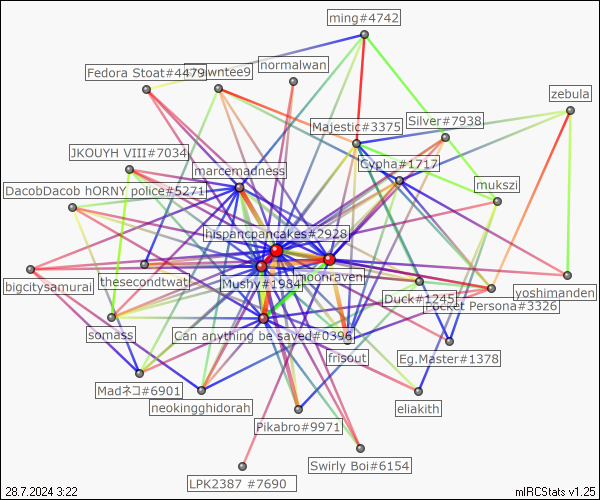 ming#4742
normalwan
Fedora Stoat#4479
wntee9
zebula
Majestic#3375
Silver#7938
JKOUYH VIII#7034
Cypha#1717
marcemadness
DacobDacob hORNY police#5271
mukszi
hispancpancakes#2928
moonraven
bigcitysamurai
thesecondtwat
Mushy#1984
Duck#1245
yoshimanden
Pocket Persona#3326
somass
Can anything be saved#0396
frisout
Eg.Master#1378
Madネコ#6901
neokingghidorah
eliakith
Pikabro#9971
Swirly Boi#6154
LPK2387 #7690
28.7.2024 3:22
mIRCStats v1.25